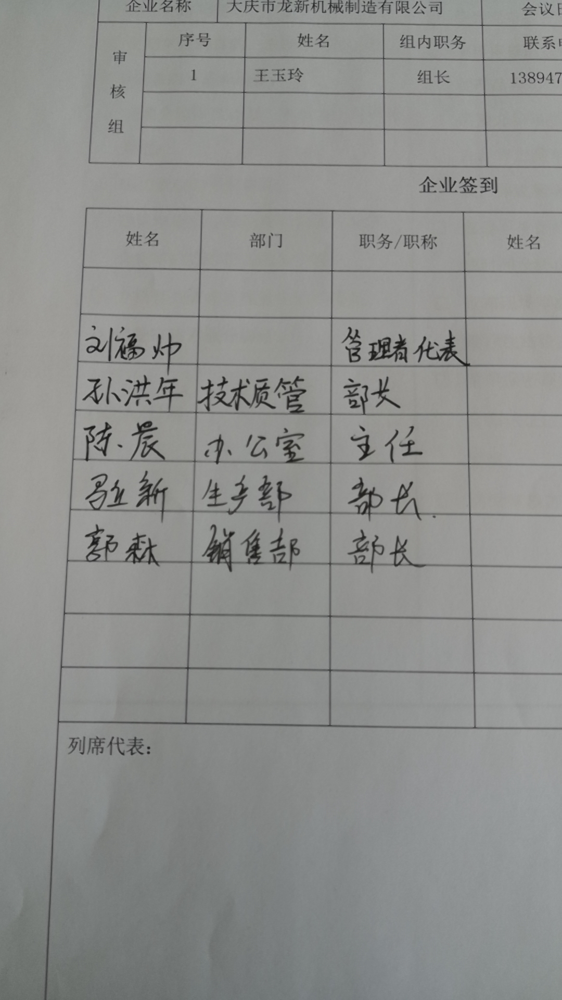 企业名称 大庆市龙新机械制造有限公司 会议日
审核组 序号 姓名 组内职务 联系电
1 王玉玲 组长 138947
企业签到
姓名 部门 职务/职称 姓名
刘福帅 管理者代表
孙洪年 技术质管 部长
陈晨 办公室 主任
新 生产部 部长
郭森 销售部 部长
列席代表：